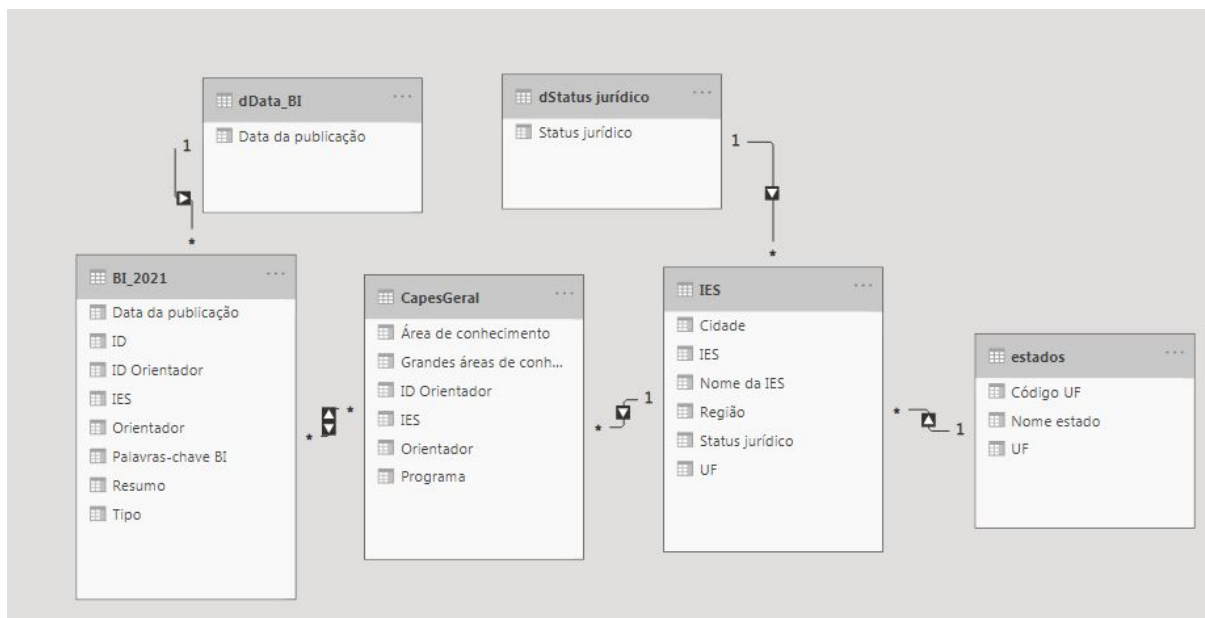 dData_BI
Data da publicação
dStatus jurídico
Status jurídico
1
*
1
*
BI_2021
Data da publicação
ID
ID Orientador
IES
Orientador
Palavras-chave BI
Resumo
Tipo
*
*
CapesGeral
Área de conhecimento
Grandes áreas de conh...
ID Orientador
IES
Orientador
Programa
*
1
IES
Cidade
IES
Nome da IES
Região
Status jurídico
UF
*
1
estados
Código UF
Nome estado
UF